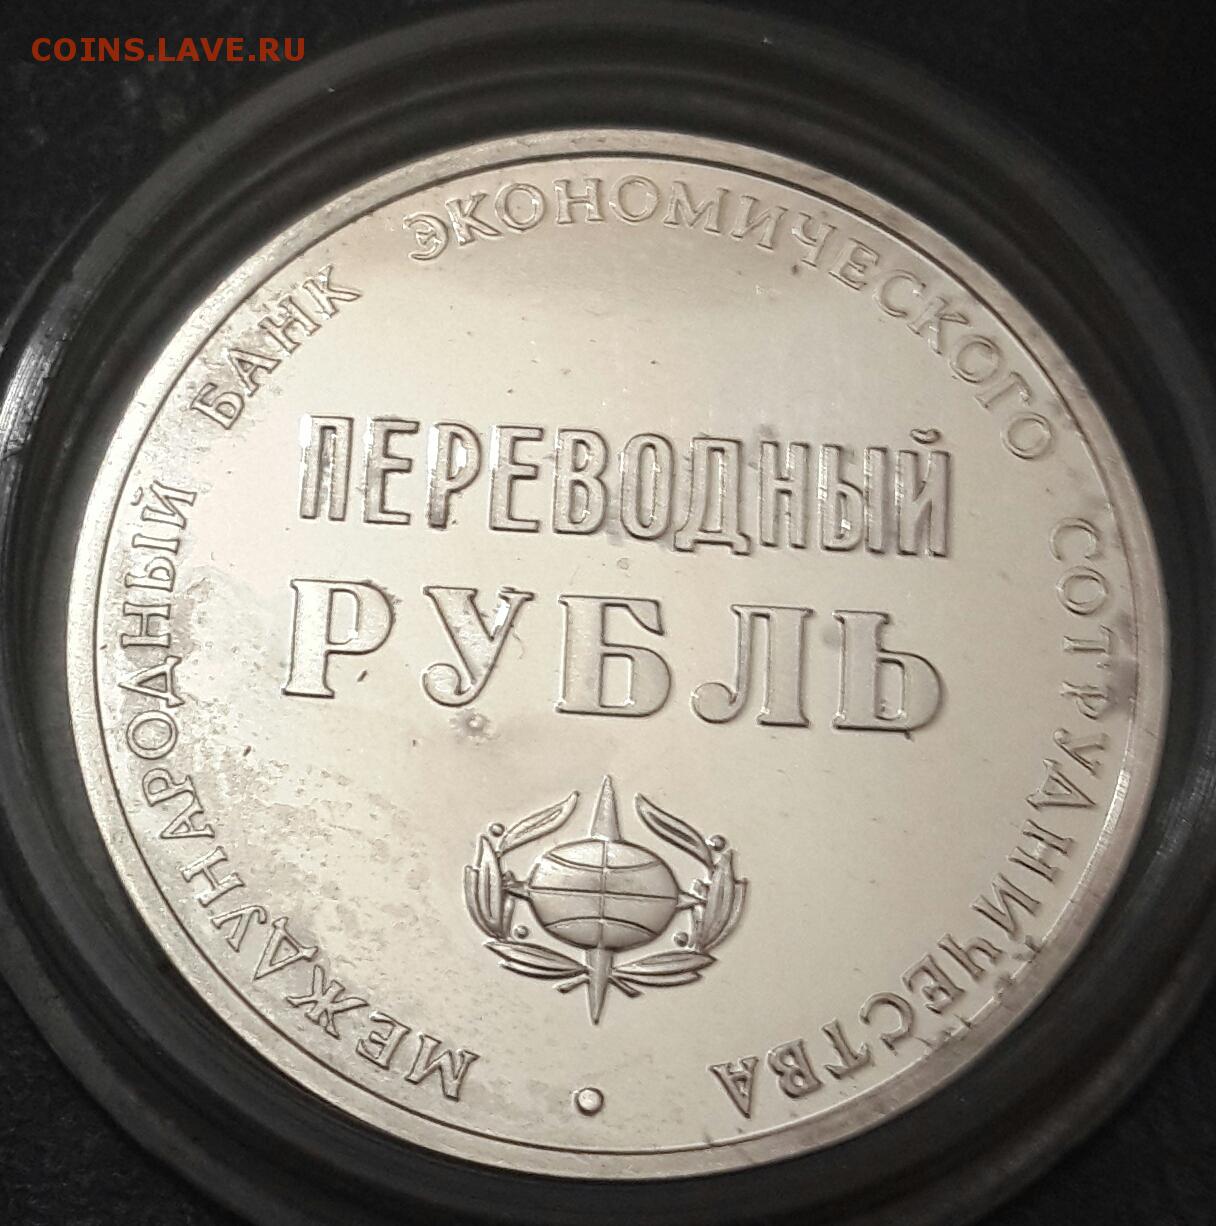 COINS.LAVE.RU
МЕЖДУНАРОДНЫЙ БАНК ЭКОНОМИЧЕСКОГО СОТРУДНИЧЕСТВА
ПЕРЕВОДНЫЙ
РУБЛЬ